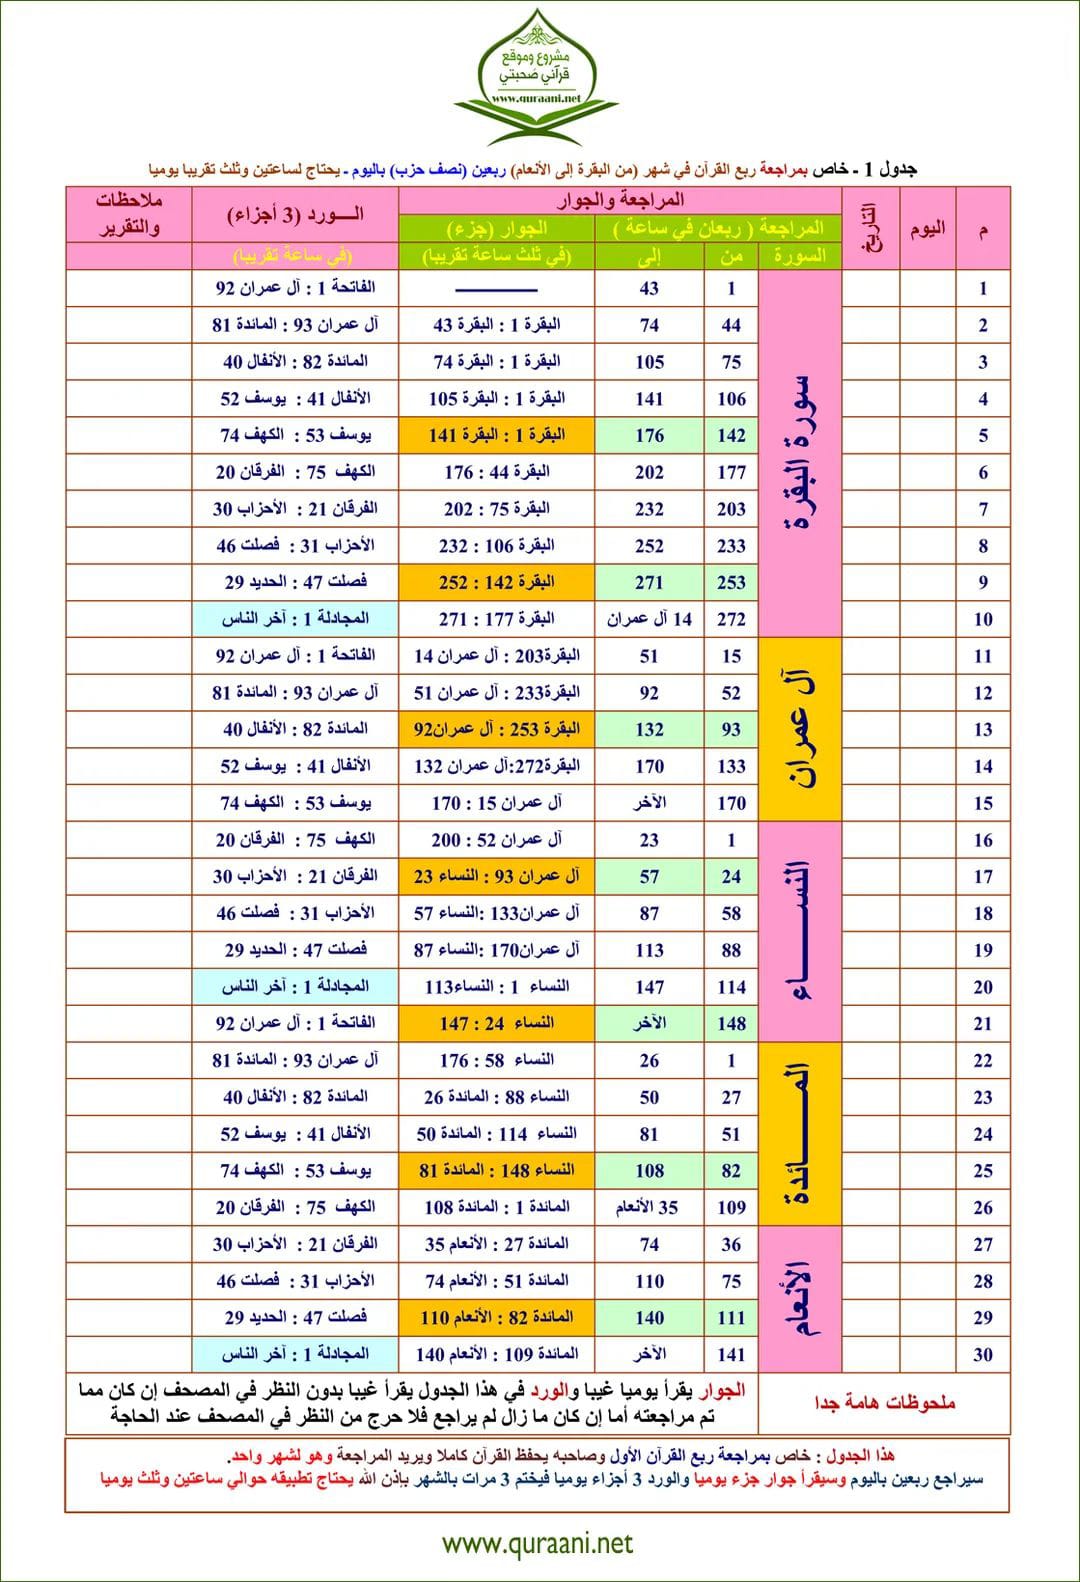 مشروع وموقع
قرآني صحبتي
www.quraani.net
جدول 1 - خاص بمراجعة ربع القرآن في شهر (من البقرة إلى الأنعام) ربعين (نصف حزب) باليوم - يحتاج لساعتين وثلث تقريبا يوميا
م اليوم التاريخ المراجعة والجوار الـــورد (3 أجزاء) ملاحظات والتقرير
المراجعة ( ربعان في ساعة ) الجوار (جزء)
السورة من إلى (في ثلث ساعة تقريبا) (في ساعة تقريبا)
سورة البقرة
1 1 43 ــــــــــ الفاتحة 1 : آل عمران 92
2 44 74 البقرة 1 : البقرة 43 آل عمران 93 : المائدة 81
3 75 105 البقرة 1 : البقرة 74 المائدة 82 : الأنفال 40
4 106 141 البقرة 1 : البقرة 105 الأنفال 41 : يوسف 52
5 142 176 البقرة 1 : البقرة 141 يوسف 53 : الكهف 74
6 177 202 البقرة 44 : 176 الكهف 75 : الفرقان 20
7 203 232 البقرة 75 : 202 الفرقان 21 : الأحزاب 30
8 233 252 البقرة 106 : 232 الأحزاب 31 : فصلت 46
9 253 271 البقرة 142 : 252 فصلت 47 : الحديد 29
10 272 14 آل عمران البقرة 177 : 271 المجادلة 1 : آخر الناس
آل عمران
11 15 51 البقرة203 : آل عمران 14 الفاتحة 1 : آل عمران 92
12 52 92 البقرة233 : آل عمران 51 آل عمران 93 : المائدة 81
13 93 132 البقرة 253 : آل عمران92 المائدة 82 : الأنفال 40
14 133 170 البقرة272:آل عمران 132 الأنفال 41 : يوسف 52
15 170 الآخر آل عمران 15 : 170 يوسف 53 : الكهف 74
النســـاء
16 1 23 آل عمران 52 : 200 الكهف 75 : الفرقان 20
17 24 57 آل عمران 93 : النساء 23 الفرقان 21 : الأحزاب 30
18 58 87 آل عمران133 :النساء 57 الأحزاب 31 : فصلت 46
19 88 113 آل عمران170 :النساء 87 فصلت 47 : الحديد 29
20 114 147 النساء 1 : النساء113 المجادلة 1 : آخر الناس
21 148 الآخر النساء 24 : 147 الفاتحة 1 : آل عمران 92
المـــائدة
22 1 26 النساء 58 : 176 آل عمران 93 : المائدة 81
23 27 50 النساء 88 : المائدة 26 المائدة 82 : الأنفال 40
24 51 81 النساء 114 : المائدة 50 الأنفال 41 : يوسف 52
25 82 108 النساء 148 : المائدة 81 يوسف 53 : الكهف 74
26 109 35 الأنعام المائدة 1 : المائدة 108 الكهف 75 : الفرقان 20
الأنعام
27 36 74 المائدة 27 : الأنعام 35 الفرقان 21 : الأحزاب 30
28 75 110 المائدة 51 : الأنعام 74 الأحزاب 31 : فصلت 46
29 111 140 المائدة 82 : الأنعام 110 فصلت 47 : الحديد 29
30 141 الآخر المائدة 109 : الأنعام 140 المجادلة 1 : آخر الناس
ملحوظات هامة جدا
الجوار يقرأ يوميا غيبا والورد في هذا الجدول يقرأ غيبا بدون النظر في المصحف إن كان مما
تم مراجعته أما إن كان ما زال لم يراجع فلا حرج من النظر في المصحف عند الحاجة
هذا الجدول : خاص بمراجعة ربع القرآن الأول وصاحبه يحفظ القرآن كاملا ويريد المراجعة وهو لشهر واحد.
سيراجع ربعين باليوم وسيقرأ جوار جزء يوميا والورد 3 أجزاء يوميا فيختم 3 مرات بالشهر بإذن الله يحتاج تطبيقه حوالي ساعتين وثلث يوميا
www.quraani.net